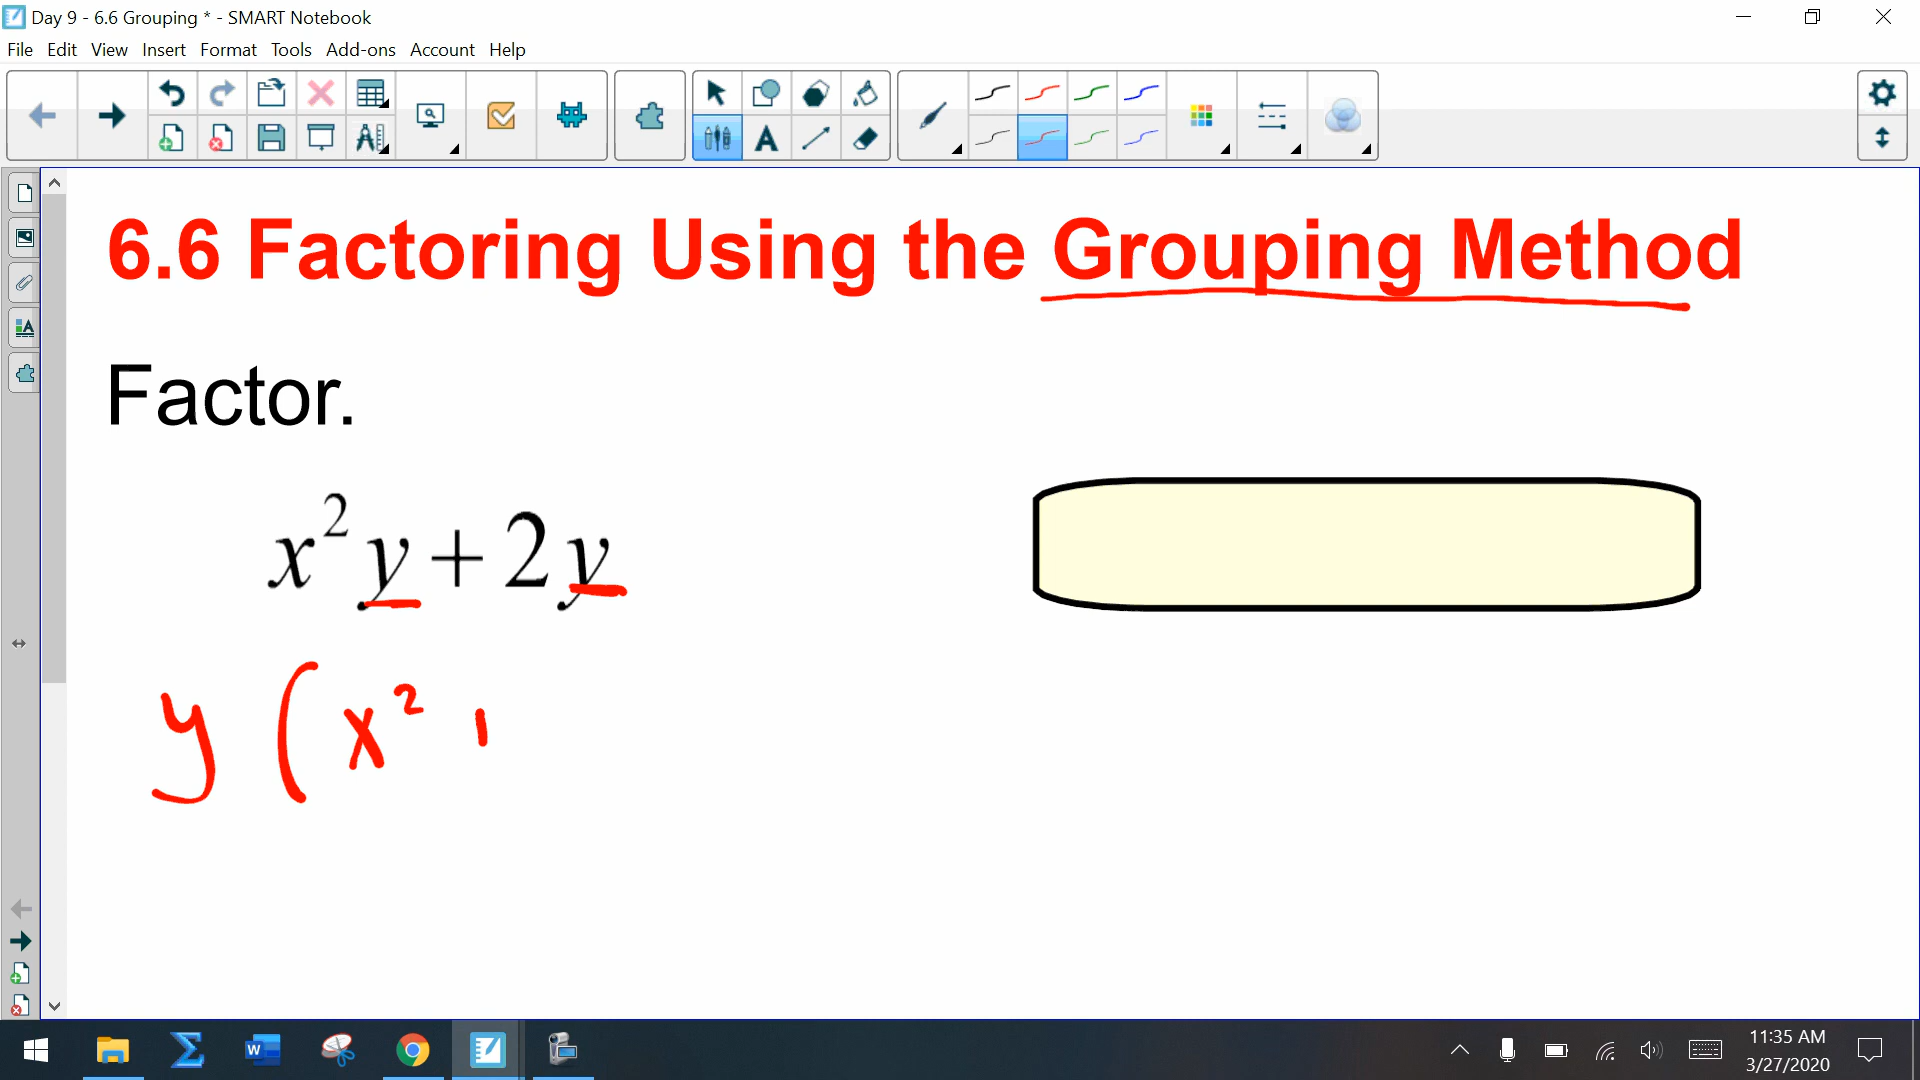 Day 9 - 6.6 Grouping * - SMART Notebook
File Edit View Insert Format Tools Add-ons Account Help
6.6 Factoring Using the Grouping Method
Factor.
x²y + 2y
y (x² ı
11:35 AM
3/27/2020